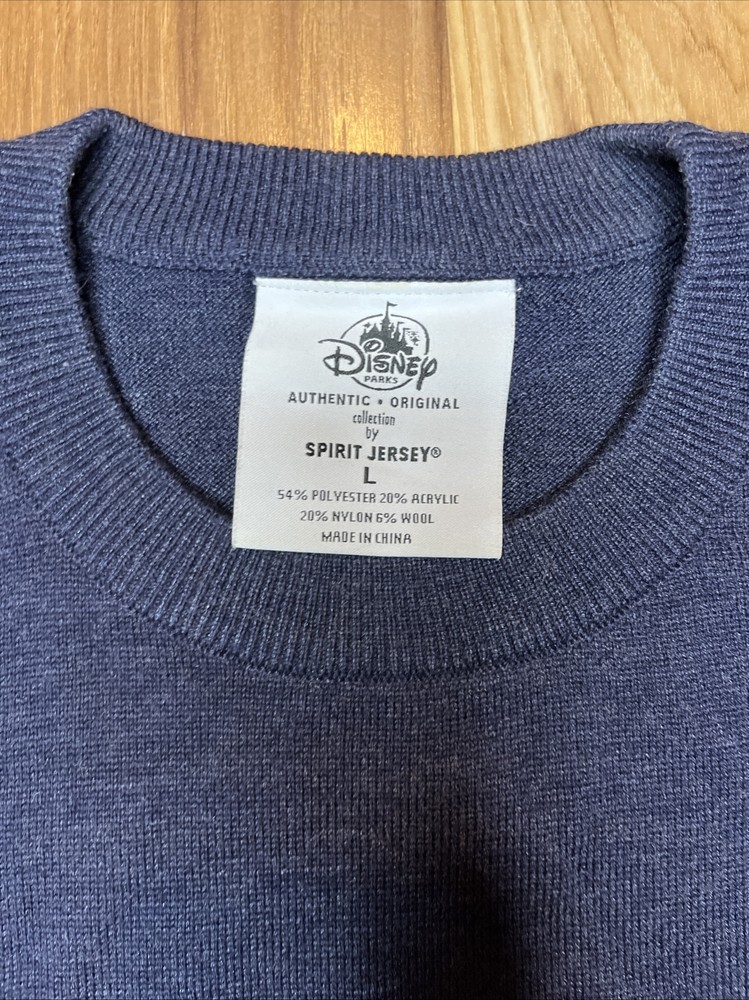 Disney
PARKS
AUTHENTIC • ORIGINAL
collection
by
SPIRIT JERSEY®
L
54% POLYESTER 20% ACRYLIC
20% NYLON 6% WOOL
MADE IN CHINA